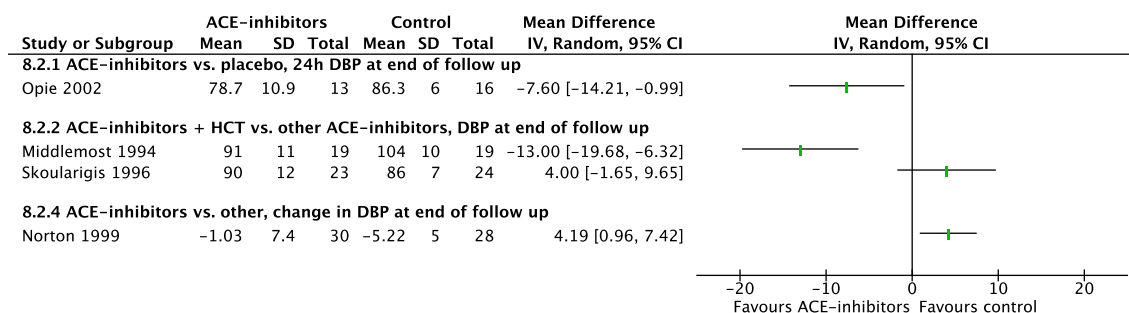 ACE-inhibitors Control Mean Difference Mean Difference
Study or Subgroup Mean SD Total Mean SD Total IV, Random, 95% CI IV, Random, 95% CI
8.2.1 ACE-inhibitors vs. placebo, 24h DBP at end of follow up
Opie 2002 78.7 10.9 13 86.3 6 16 -7.60 [-14.21, -0.99]
8.2.2 ACE-inhibitors + HCT vs. other ACE-inhibitors, DBP at end of follow up
Middlemost 1994 91 11 19 104 10 19 -13.00 [-19.68, -6.32]
Skoularigis 1996 90 12 23 86 7 24 4.00 [-1.65, 9.65]
8.2.4 ACE-inhibitors vs. other, change in DBP at end of follow up
Norton 1999 -1.03 7.4 30 -5.22 5 28 4.19 [0.96, 7.42]
-20 -10 0 10 20
Favours ACE-inhibitors Favours control